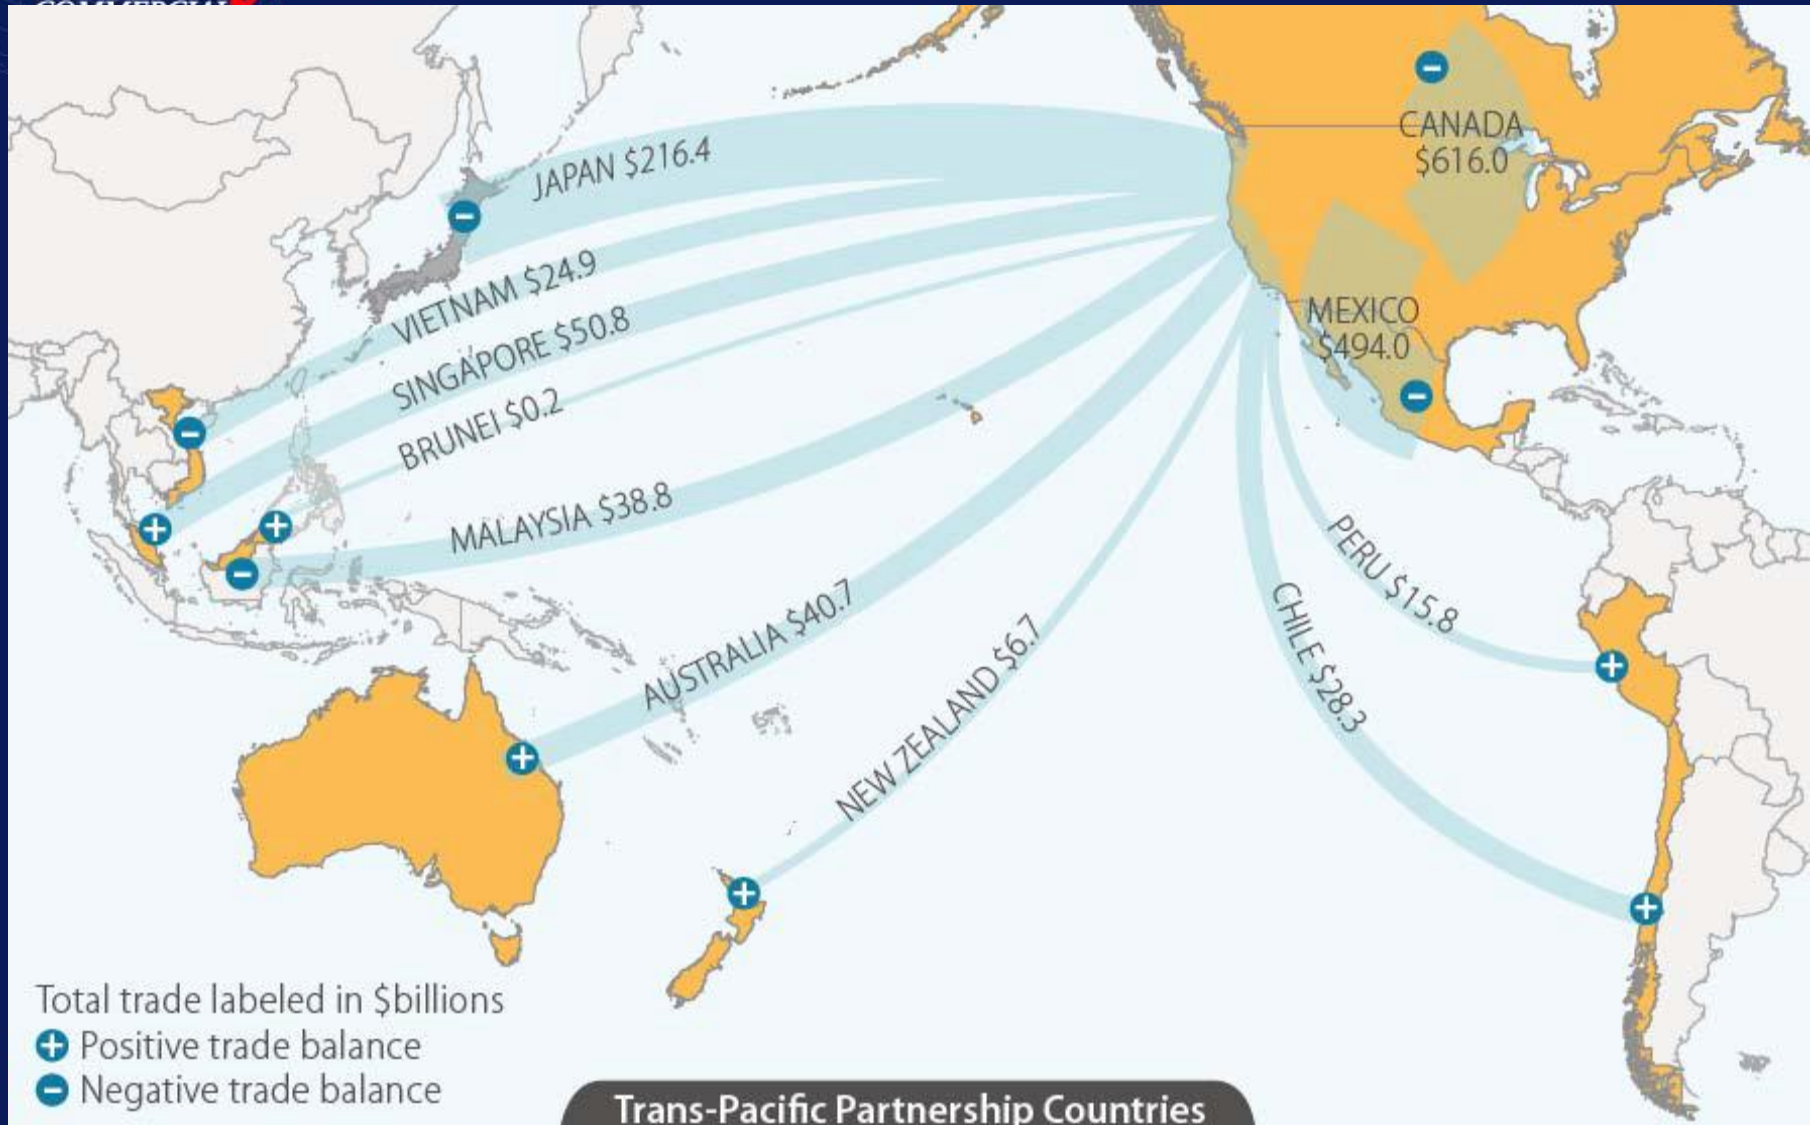 COMMERCIAL
CANADA
$616.0
JAPAN $216.4
VIETNAM $24.9
SINGAPORE $50.8
BRUNEI $0.2
MEXICO
$494.0
MALAYSIA $38.8
AUSTRALIA $40.7
NEW ZEALAND $6.7
PERU $15.8
CHILE $28.3
Total trade labeled in $billions
+ Positive trade balance
− Negative trade balance
Trans-Pacific Partnership Countries